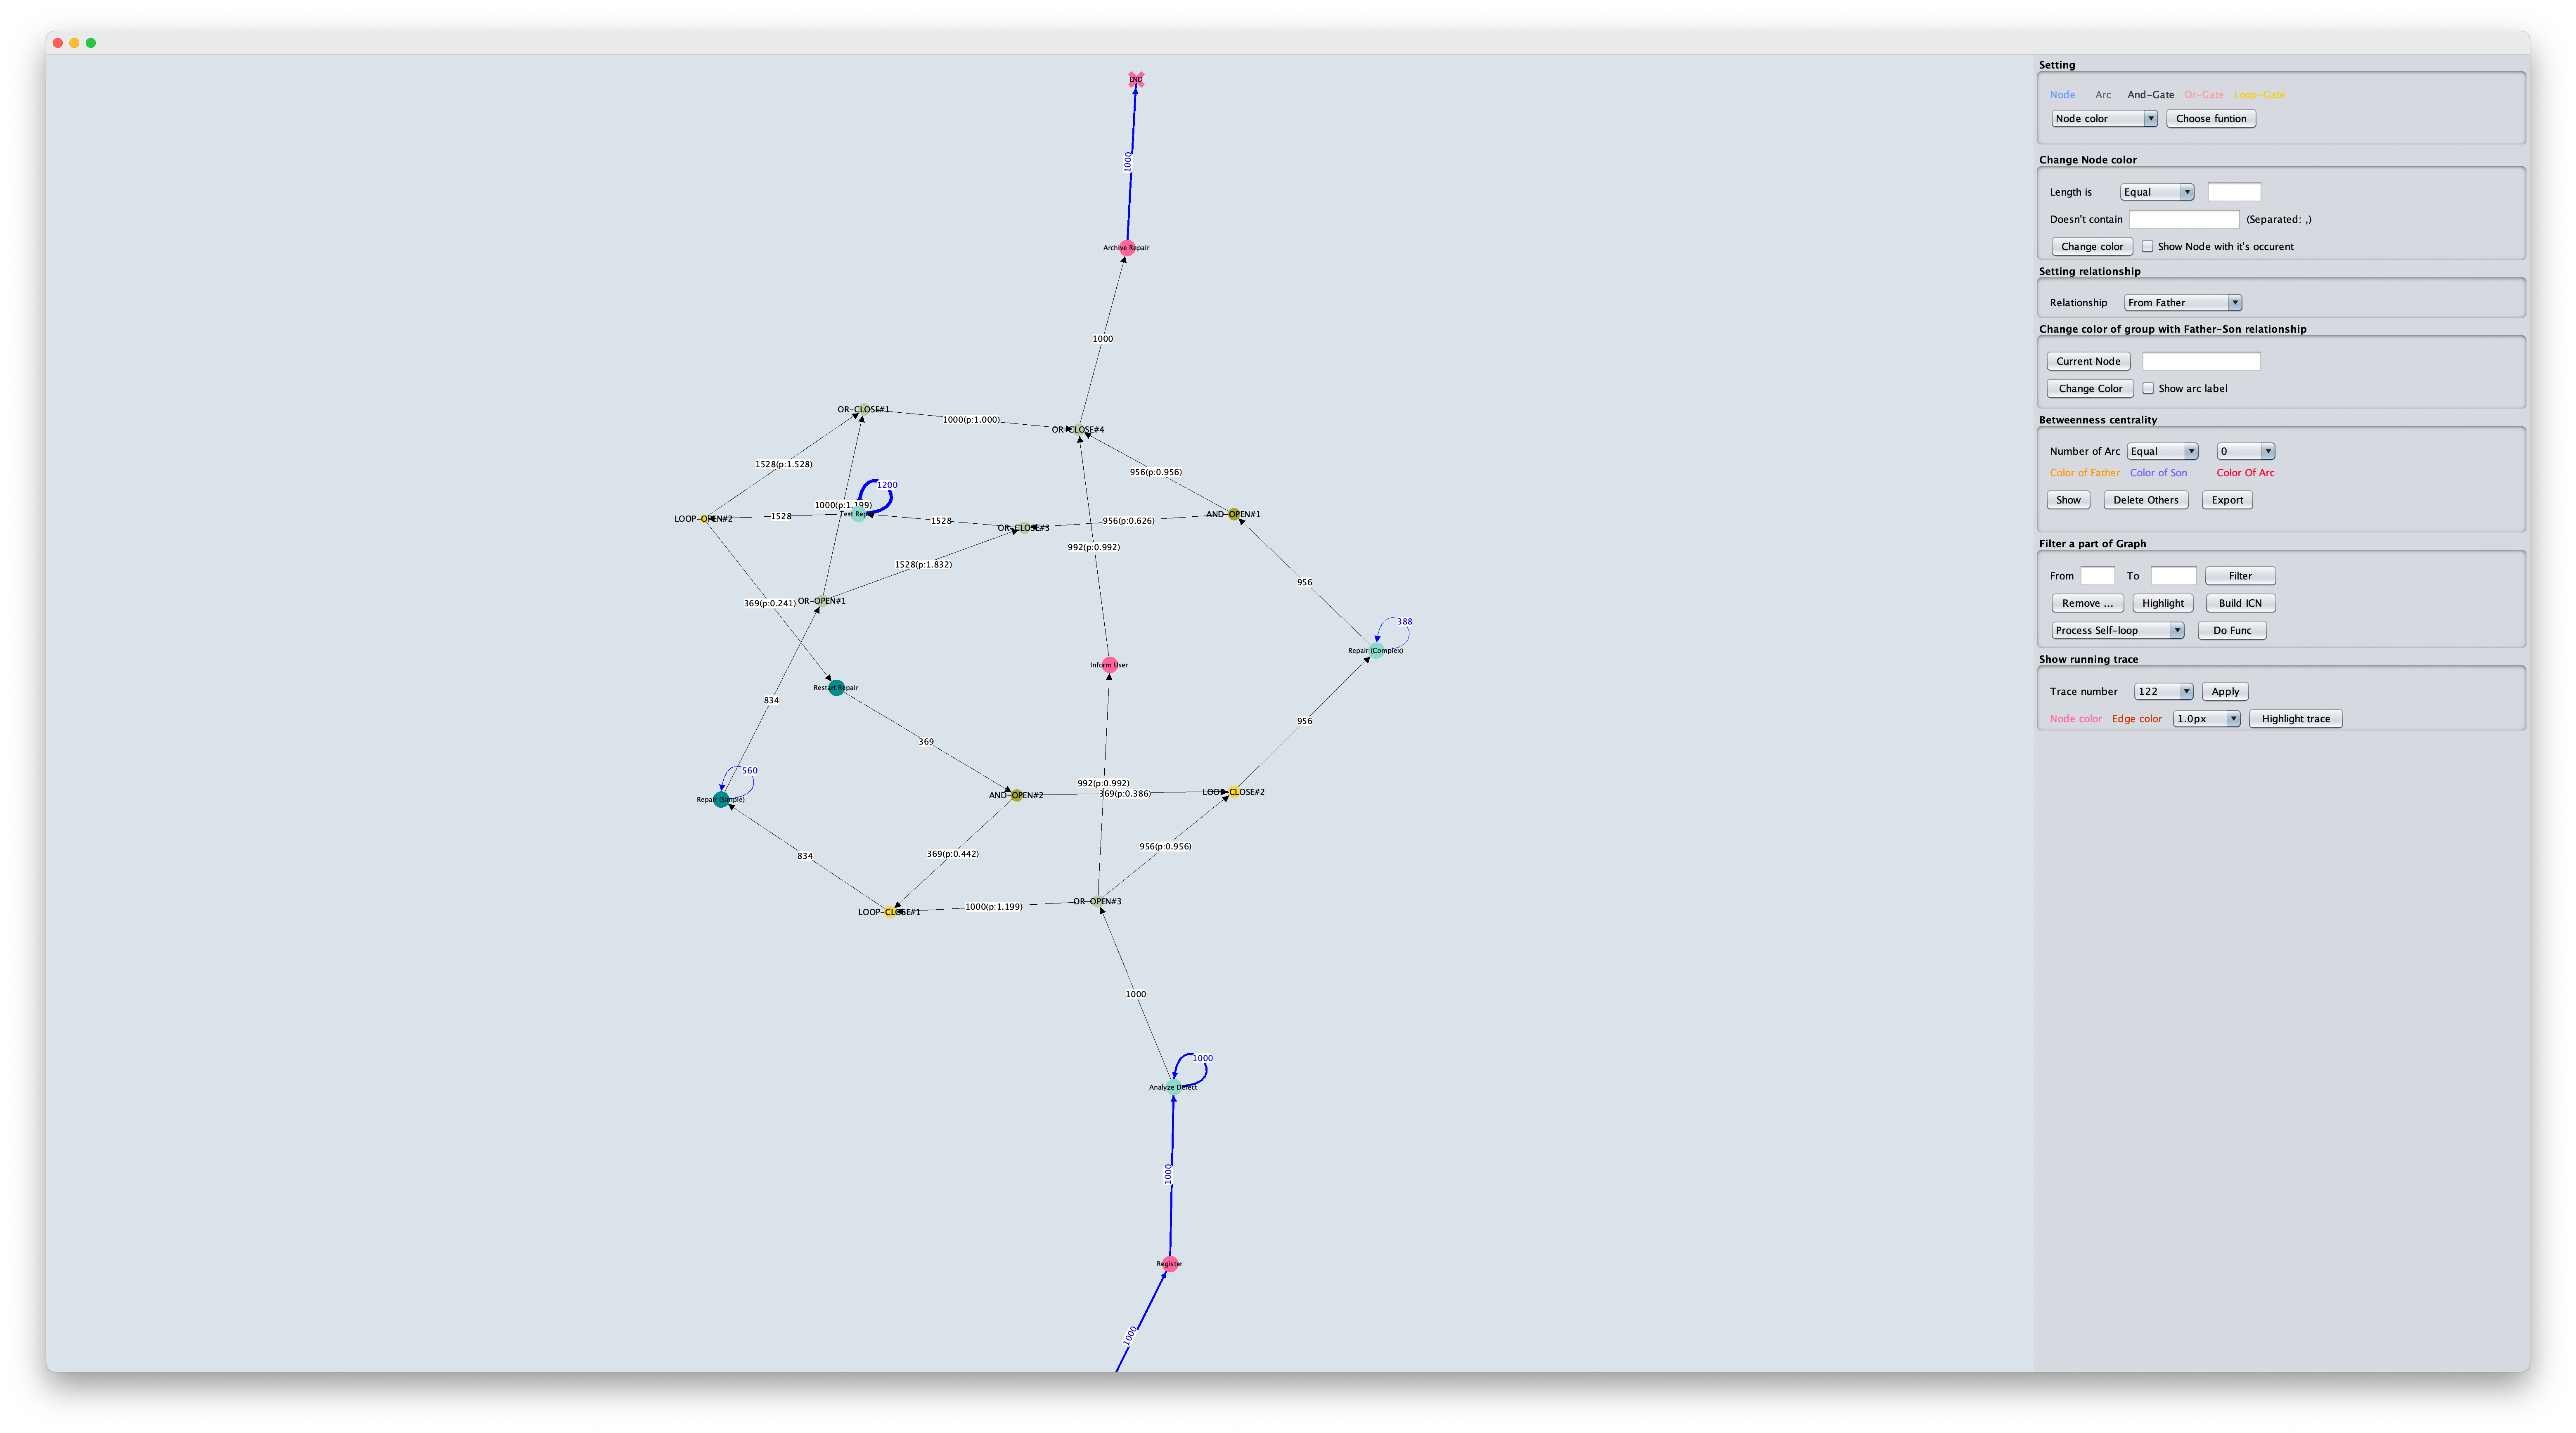 END
1000
Archive Repair
1000
OR-CLOSE#1
1000(p:1.000)
OR-CLOSE#4
1528(p:1.528)
956(p:0.956)
1200
1000(p:1.199)
LOOP-OPEN#2
1528
Test Repair
1528
OR-CLOSE#3
956(p:0.626)
AND-OPEN#1
992(p:0.992)
1528(p:1.832)
956
369(p:0.241)
OR-OPEN#1
388
Repair (Complex)
Inform User
Restart Repair
834
956
369
560
Repair (Simple)
992(p:0.992)
AND-OPEN#2
369(p:0.386)
LOOP-CLOSE#2
956(p:0.956)
834
369(p:0.442)
OR-OPEN#3
1000(p:1.199)
LOOP-CLOSE#1
1000
1000
Analyze Defect
1000
Register
1000
Setting
Node Arc And-Gate Or-Gate Loop-Gate
Node color Choose funtion
Change Node color
Length is Equal
Doesn't contain (Separated: ,)
Change color Show Node with it's occurent
Setting relationship
Relationship From Father
Change color of group with Father-Son relationship
Current Node
Change Color Show arc label
Betweenness centrality
Number of Arc Equal 0
Color of Father Color of Son Color Of Arc
Show Delete Others Export
Filter a part of Graph
From To Filter
Remove ... Highlight Build ICN
Process Self-loop Do Func
Show running trace
Trace number 122 Apply
Node color Edge color 1.0px Highlight trace